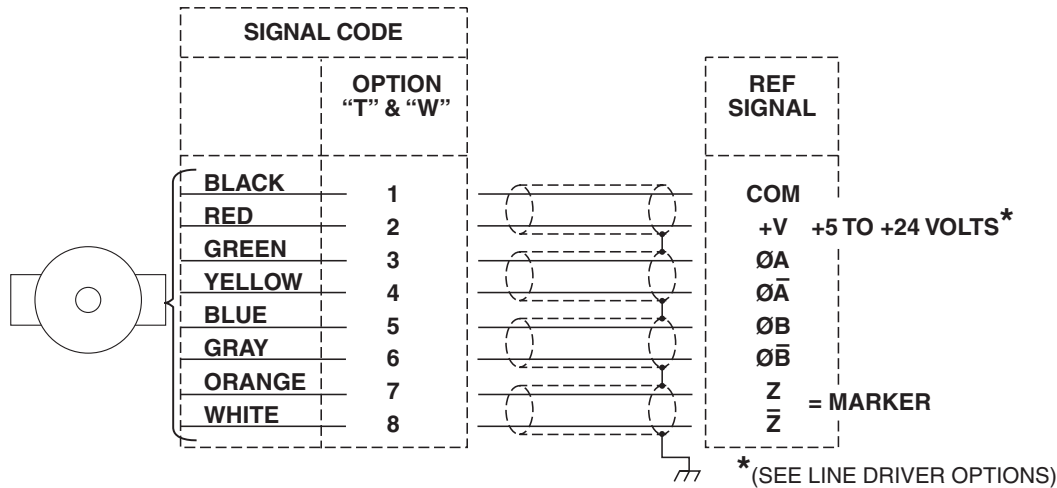 SIGNAL CODE
OPTION
“T” & “W”
REF
SIGNAL
BLACK 1 COM
RED 2 +V +5 TO +24 VOLTS*
GREEN 3 ØA
YELLOW 4 ØA̅
BLUE 5 ØB
GRAY 6 ØB̅
ORANGE 7 Z
= MARKER
WHITE 8 Z̅
*(SEE LINE DRIVER OPTIONS)